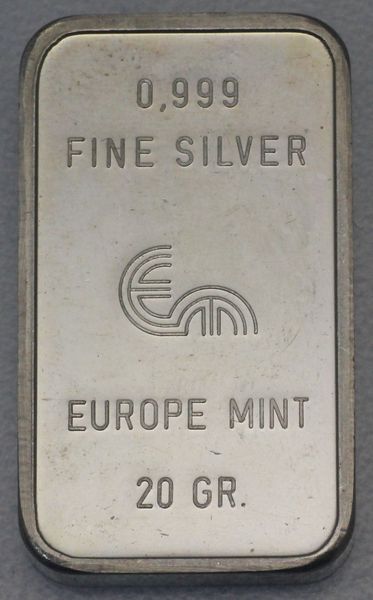 0,999
FINE SILVER
EUROPE MINT
20 GR.